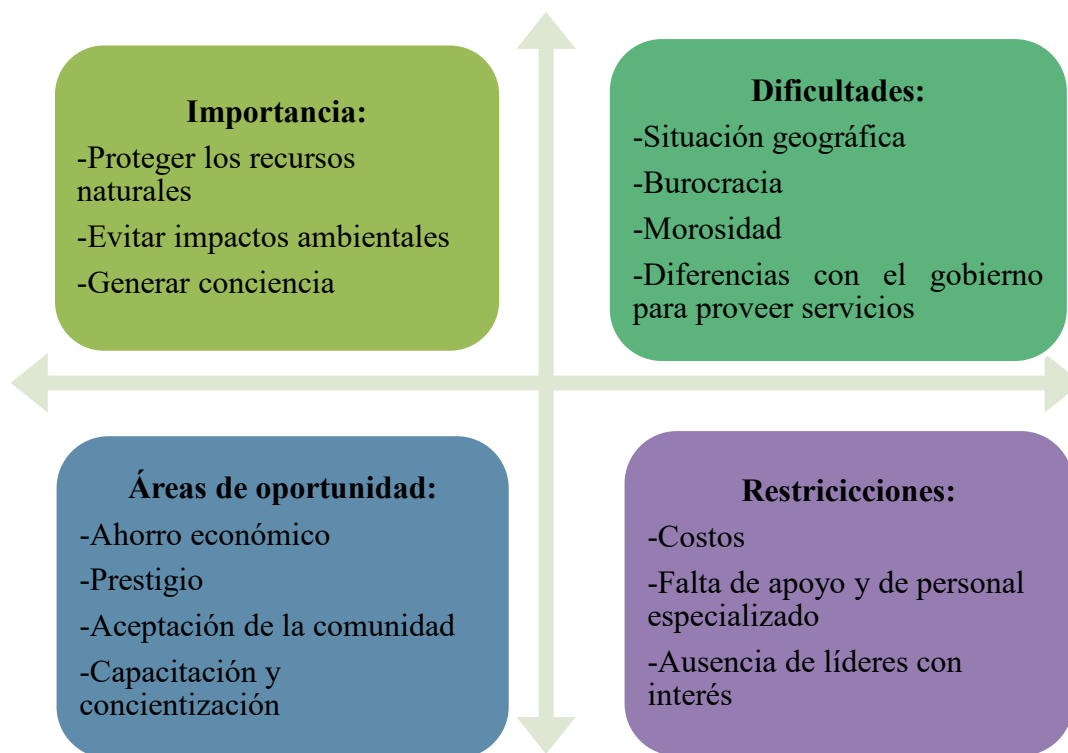 Importancia:
-Proteger los recursos
naturales
-Evitar impactos ambientales
-Generar conciencia
Dificultades:
-Situación geográfica
-Burocracia
-Morosidad
-Diferencias con el gobierno
para proveer servicios
Áreas de oportunidad:
-Ahorro económico
-Prestigio
-Aceptación de la comunidad
-Capacitación y
concientización
Restricicciones:
-Costos
-Falta de apoyo y de personal
especializado
-Ausencia de líderes con
interés